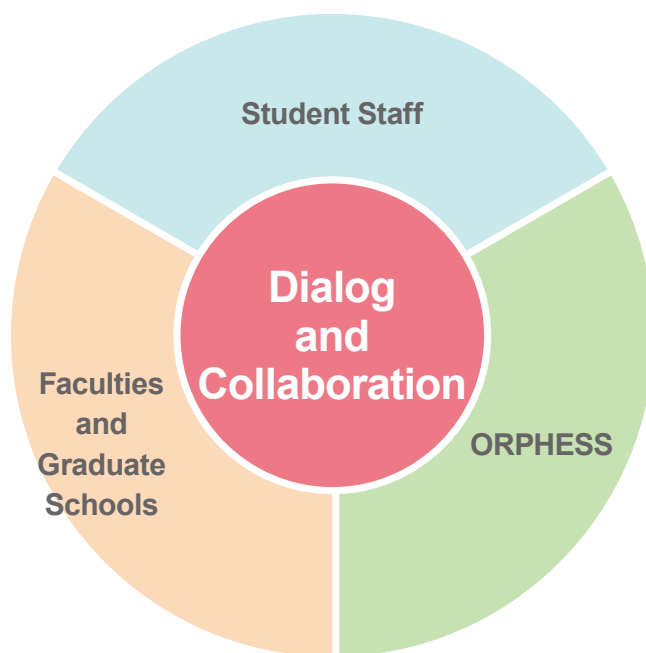 Student Staff
Dialog
and
Collaboration
Faculties
and
Graduate
Schools
ORPHESS